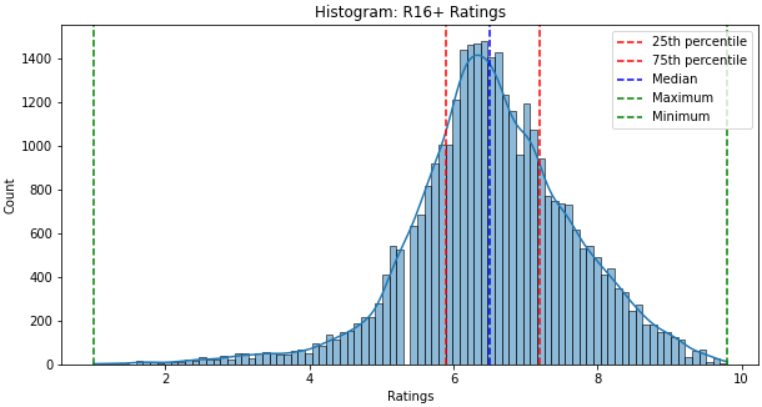 Histogram: R16+ Ratings
25th percentile
75th percentile
Median
Maximum
Minimum
1400
1200
1000
800
600
400
200
0
Count
2 4 6 8 10
Ratings